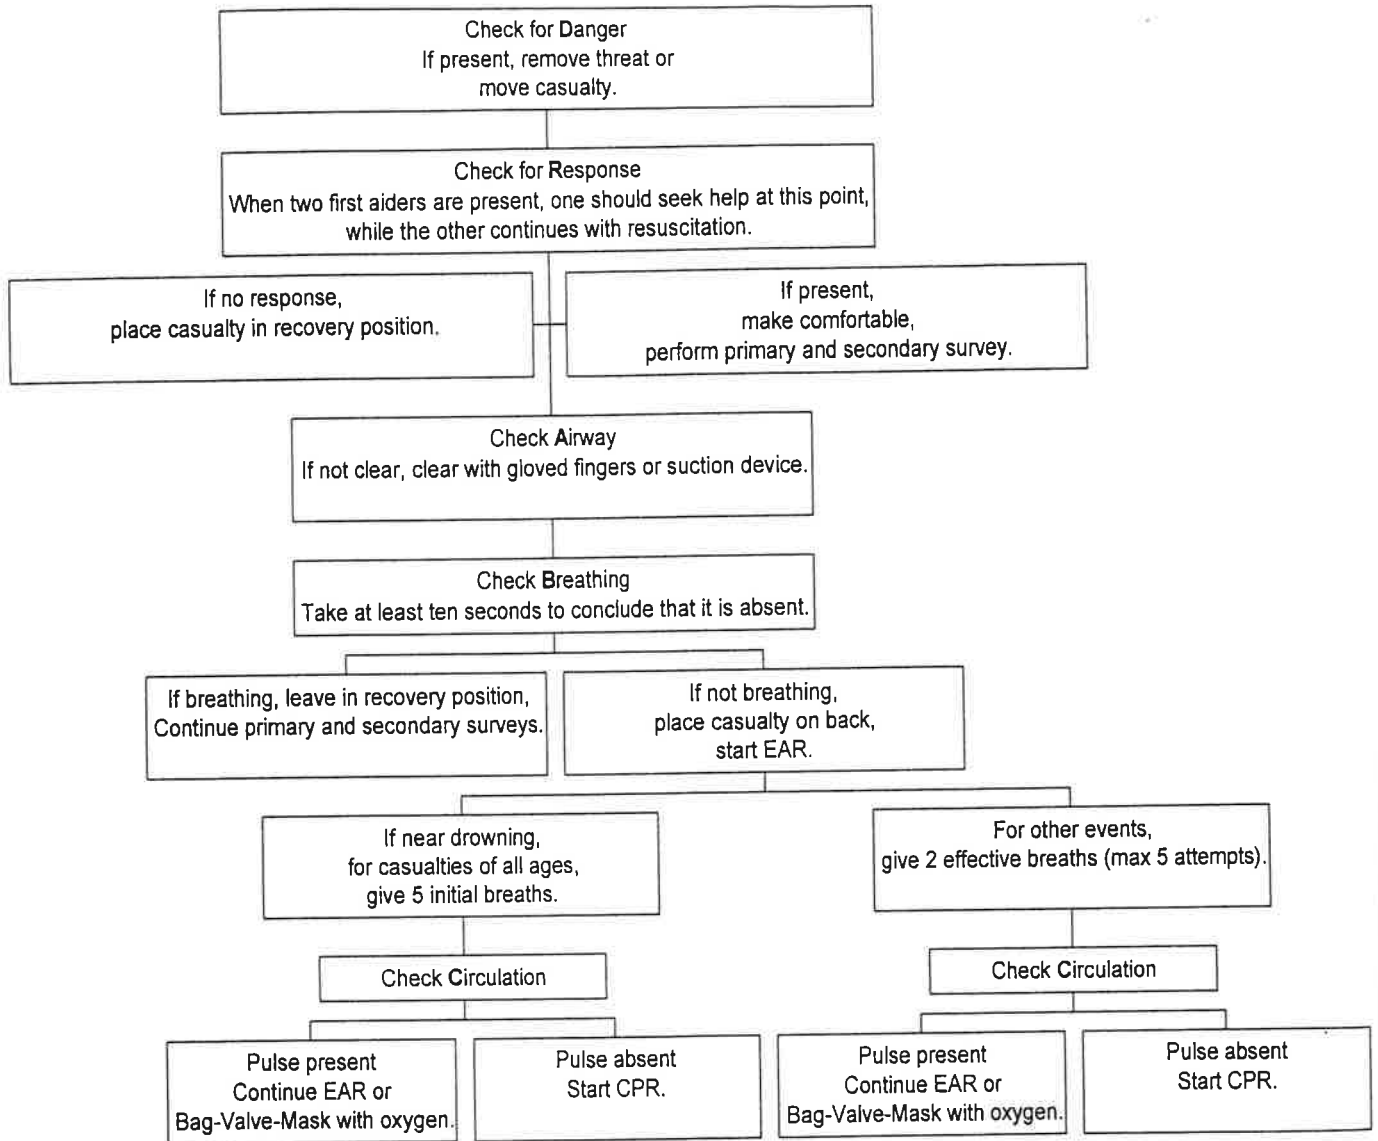 Check for Danger
If present, remove threat or
move casualty.
Check for Response
When two first aiders are present, one should seek help at this point,
while the other continues with resuscitation.
If no response,
place casualty in recovery position.
If present,
make comfortable,
perform primary and secondary survey.
Check Airway
If not clear, clear with gloved fingers or suction device.
Check Breathing
Take at least ten seconds to conclude that it is absent.
If breathing, leave in recovery position,
Continue primary and secondary surveys.
If not breathing,
place casualty on back,
start EAR.
If near drowning,
for casualties of all ages,
give 5 initial breaths.
For other events,
give 2 effective breaths (max 5 attempts).
Check Circulation
Check Circulation
Pulse present
Continue EAR or
Bag-Valve-Mask with oxygen.
Pulse absent
Start CPR.
Pulse present
Continue EAR or
Bag-Valve-Mask with oxygen.
Pulse absent
Start CPR.